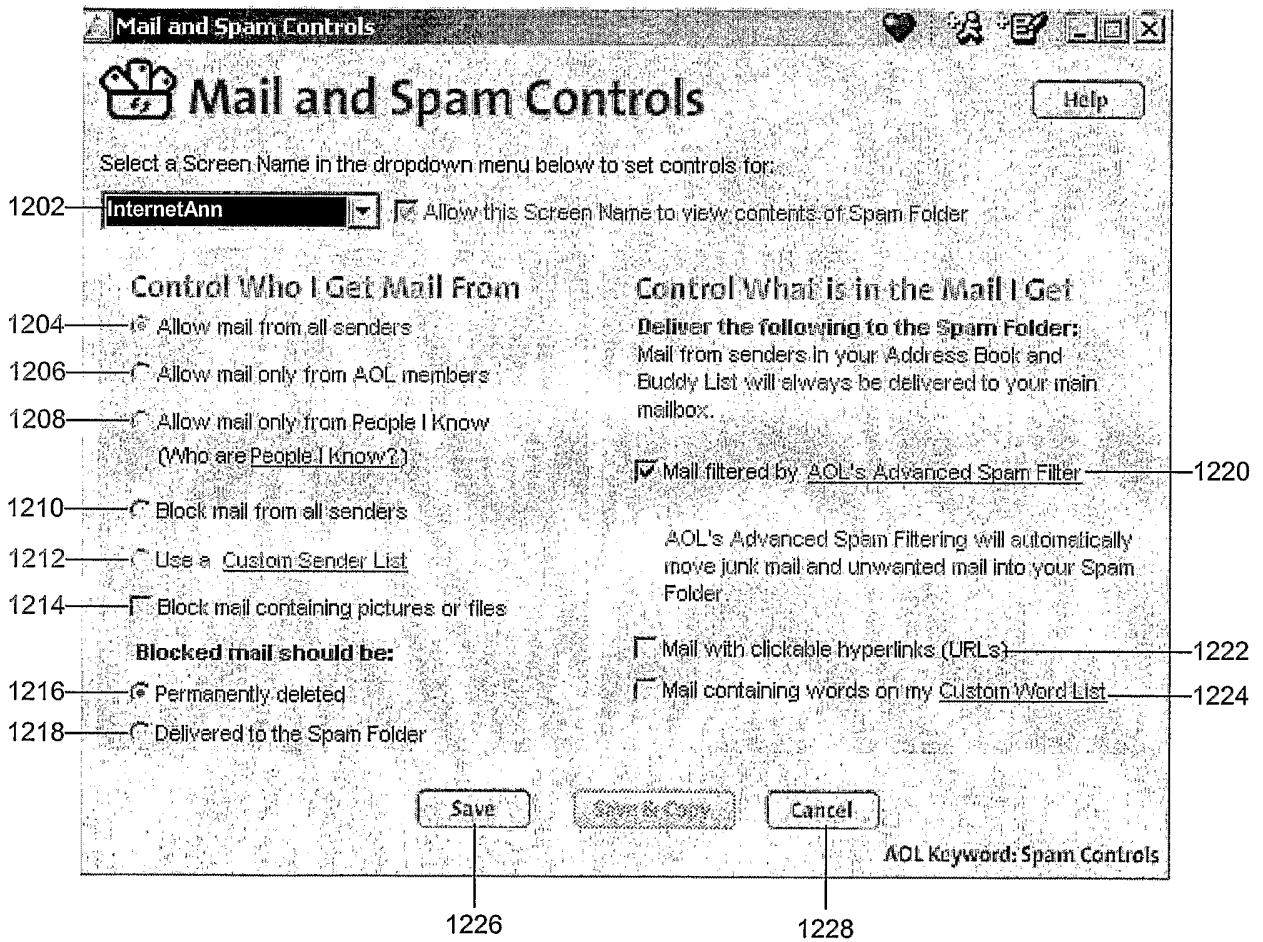 Mail and Spam Controls
Mail and Spam Controls
Help
Select a Screen Name in the dropdown menu below to set controls for:
1202
InternetAnn
Allow this Screen Name to view contents of Spam Folder
Control Who I Get Mail From
1204
Allow mail from all senders
1206
Allow mail only from AOL members
1208
Allow mail only from People I Know
(Who are People I Know?)
1210
Block mail from all senders
1212
Use a Custom Sender List
1214
Block mail containing pictures or files
Blocked mail should be:
1216
Permanently deleted
1218
Delivered to the Spam Folder
Control What is in the Mail I Get
Deliver the following to the Spam Folder:
Mail from senders in your Address Book and
Buddy List will always be delivered to your main
mailbox.
Mail filtered by AOL's Advanced Spam Filter
1220
AOL's Advanced Spam Filtering will automatically
move junk mail and unwanted mail into your Spam
Folder
Mail with clickable hyperlinks (URLs)
1222
Mail containing words on my Custom Word List
1224
Save
Save & Copy
Cancel
AOL Keyword: Spam Controls
1226
1228